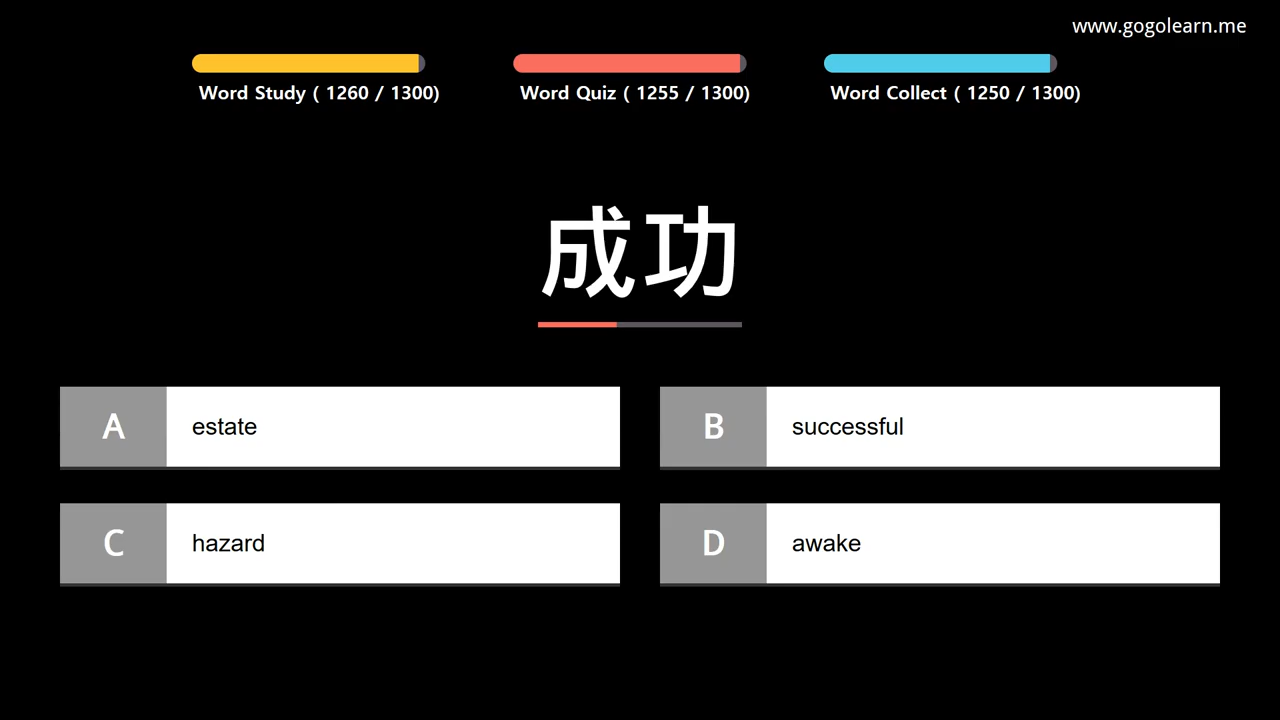 www.gogolearn.me
Word Study ( 1260 / 1300)
Word Quiz ( 1255 / 1300)
Word Collect ( 1250 / 1300)
成功
A estate
B successful
C hazard
D awake